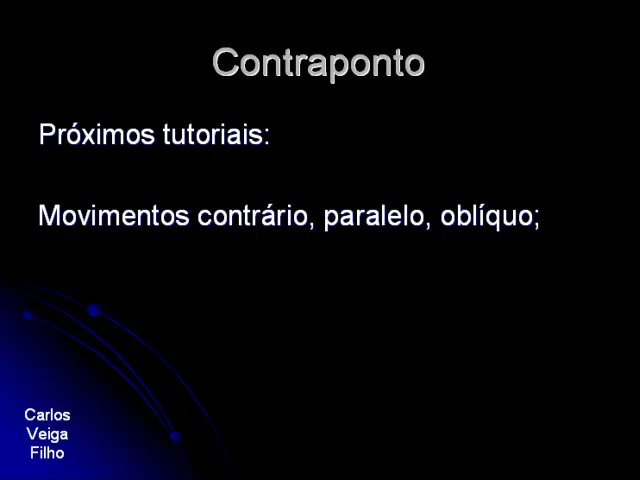 Contraponto
Próximos tutoriais:
Movimentos contrário, paralelo, oblíquo;
Carlos
Veiga
Filho